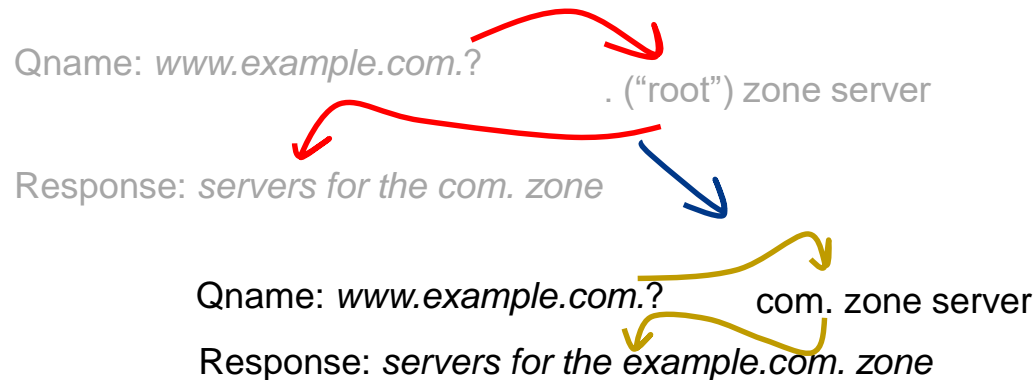 Qname: www.example.com.?
. (“root”) zone server
Response: servers for the com. zone
Qname: www.example.com.?
com. zone server
Response: servers for the example.com. zone